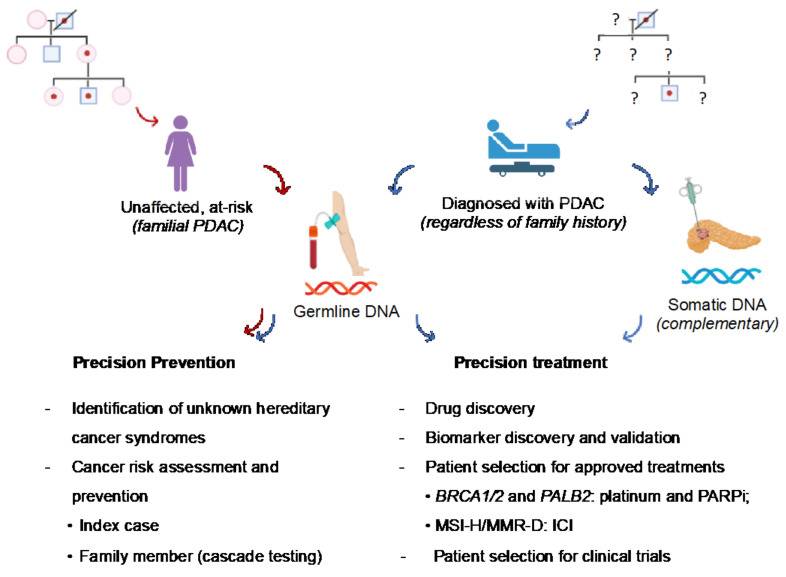 ?
? ? ?
? ?
Unaffected, at-risk
(familial PDAC)
Diagnosed with PDAC
(regardless of family history)
Germline DNA
Somatic DNA
(complementary)
Precision Prevention
- Identification of unknown hereditary
cancer syndromes
- Cancer risk assessment and
prevention
• Index case
• Family member (cascade testing)
Precision treatment
- Drug discovery
- Biomarker discovery and validation
- Patient selection for approved treatments
• BRCA1/2 and PALB2: platinum and PARPi;
• MSI-H/MMR-D: ICI
- Patient selection for clinical trials